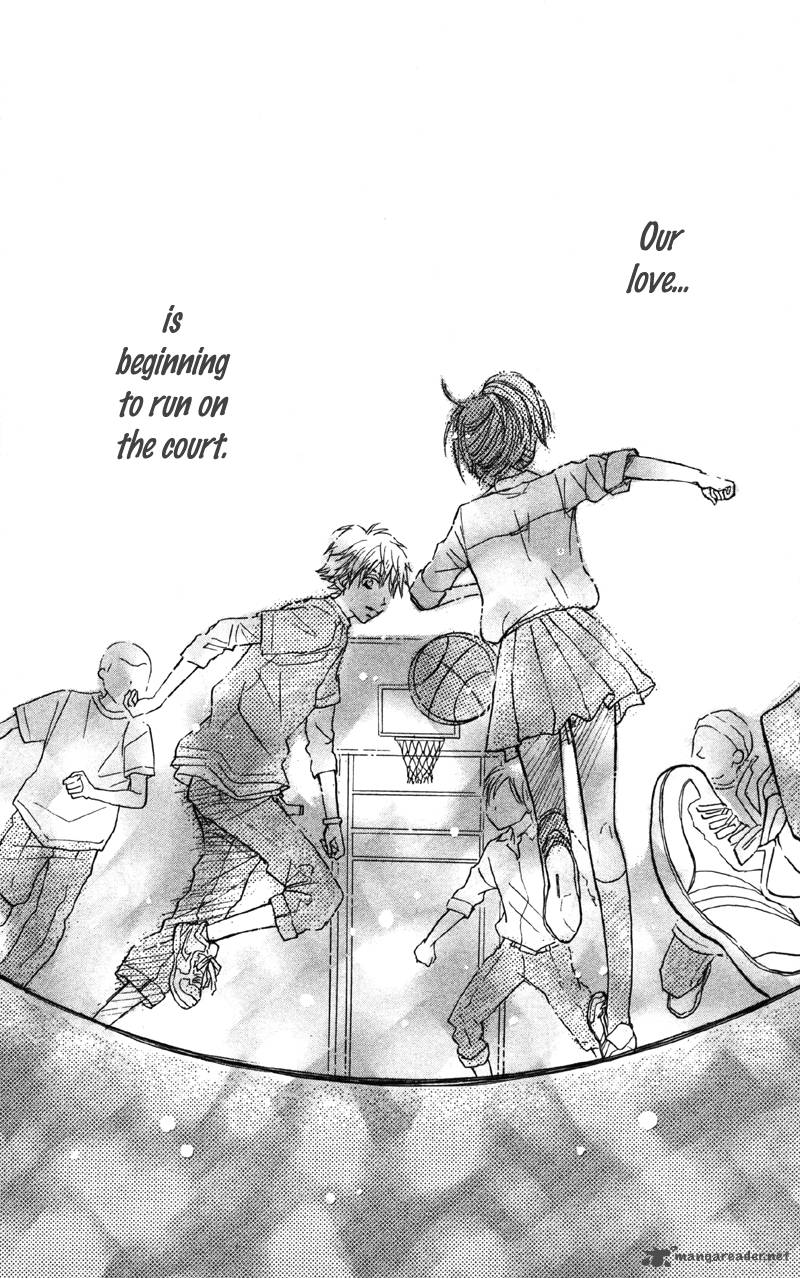 Our
love...
is
beginning
to run on
the court.
mangareader.net